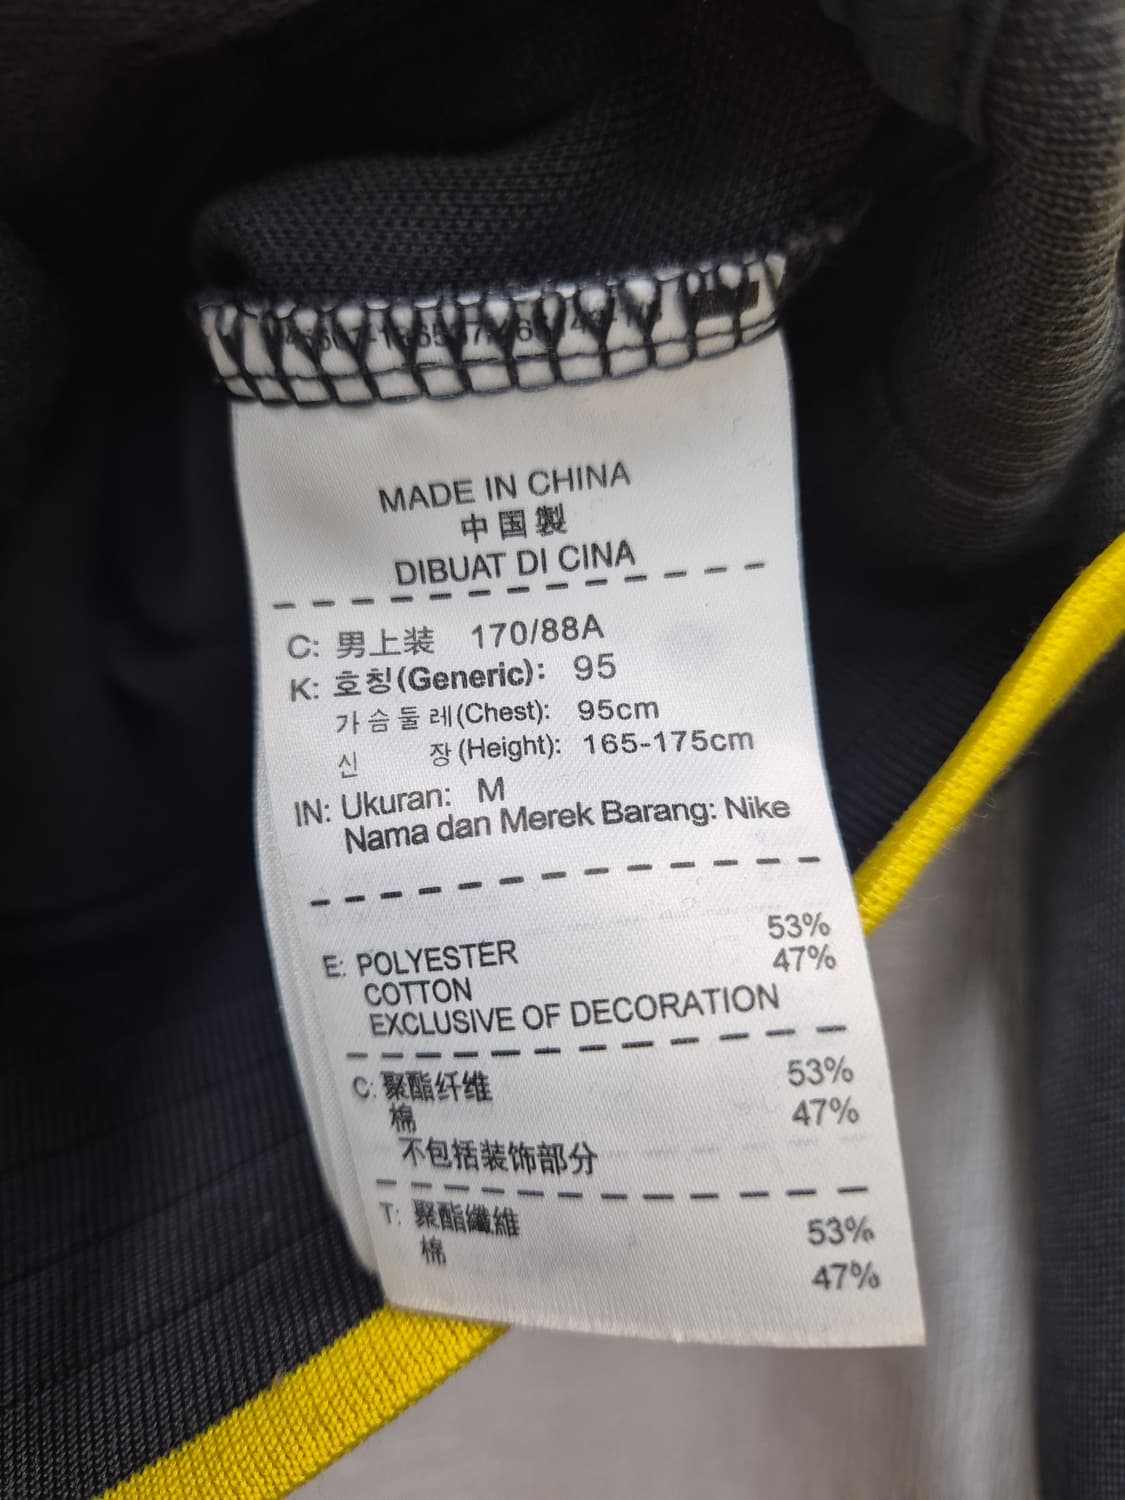 MADE IN CHINA
中国製
DIBUAT DI CINA
C: 男上装 170/88A
K: 호칭(Generic): 95
가슴둘레(Chest): 95cm
신 장(Height): 165-175cm
IN: Ukuran: M
Nama dan Merek Barang: Nike
E: POLYESTER 53%
COTTON 47%
EXCLUSIVE OF DECORATION
C: 聚酯纤维 53%
棉 47%
不包括装饰部分
T: 聚酯纖維 53%
棉 47%